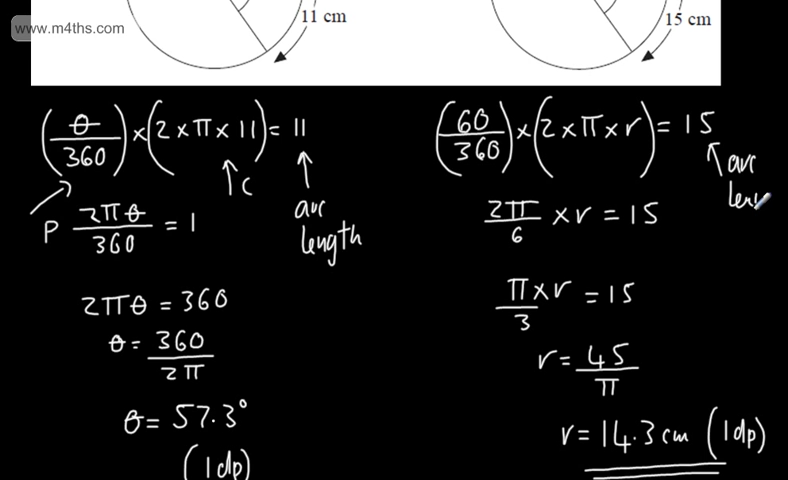 www.m4ths.com
11 cm
15 cm
(θ/360) × (2 × π × 11) = 11
P
C
arc
length
2πθ/360 = 1
2πθ = 360
θ = 360/2π
θ = 57.3°
(1dp)
(60/360) × (2 × π × r) = 15
arc
len
2π/6 × r = 15
π/3 × r = 15
r = 45/π
r = 14.3 cm (1dp)